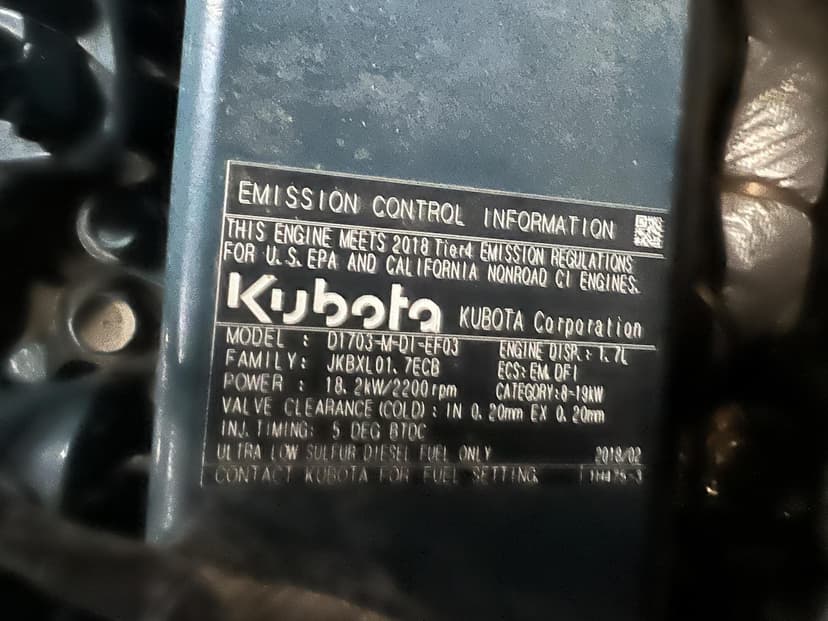 EMISSION CONTROL INFORMATION
THIS ENGINE MEETS 2018 Tier4 EMISSION REGULATIONS
FOR U.S. EPA AND CALIFORNIA NONROAD CI ENGINES.
Kubota KUBOTA Corporation
MODEL : D1703-M-DI-EF03 ENGINE DISP.: 1.7L
FAMILY: JKBXL01.7ECB ECS: EM, DFI
POWER : 18.2kW/2200rpm CATEGORY:8-19kW
VALVE CLEARANCE(COLD): IN 0.20mm EX 0.20mm
INJ.TIMING: 5 DEG BTDC
ULTRA LOW SULFUR DIESEL FUEL ONLY 2018/02
CONTACT KUBOTA FOR FUEL SETTING.